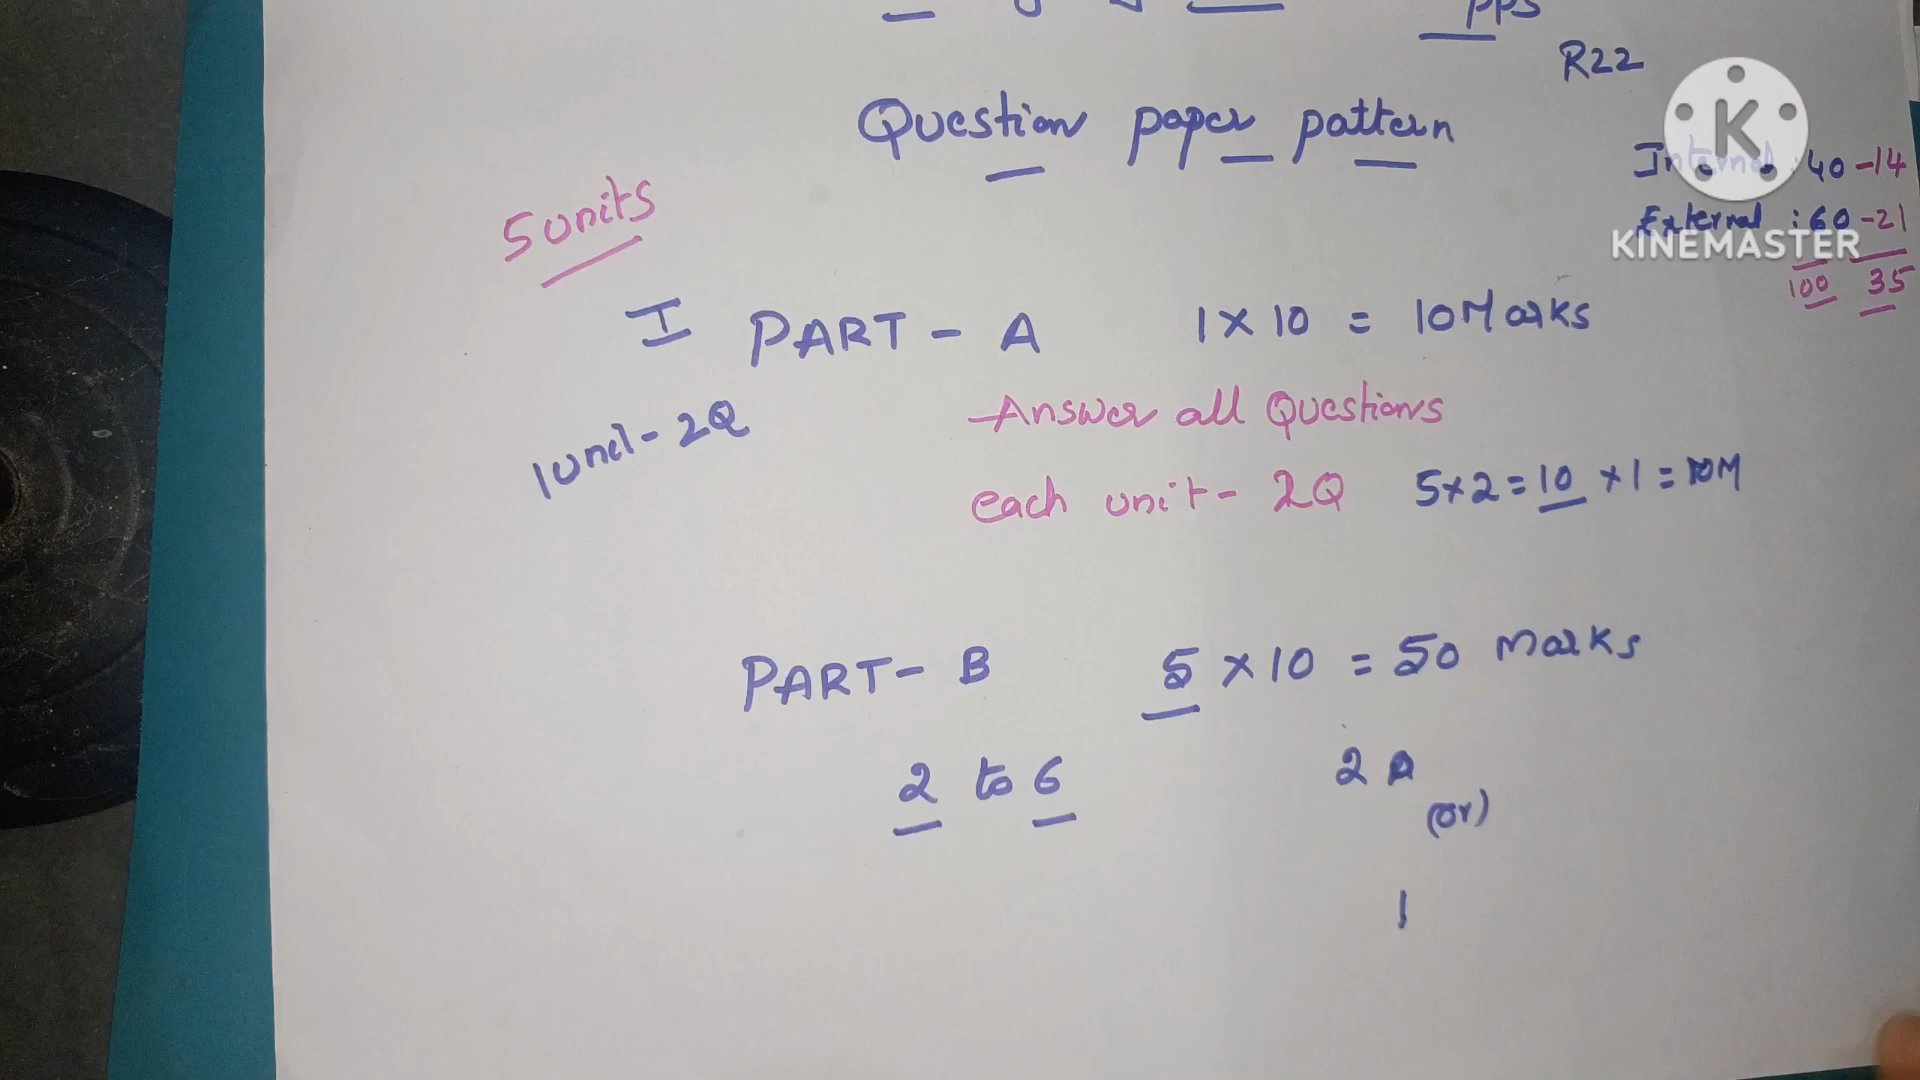 PPS
R22
Question paper pattern
Internal : 40 - 14
External : 60 - 21
KINEMASTER
100 35
5 units
I PART - A 1 x 10 = 10 Marks
Answer all Questions
1 Unit - 2Q
each unit - 2Q 5x2=10 x1=10M
PART - B 5 x 10 = 50 Marks
2 to 6
2 A
(or)
1